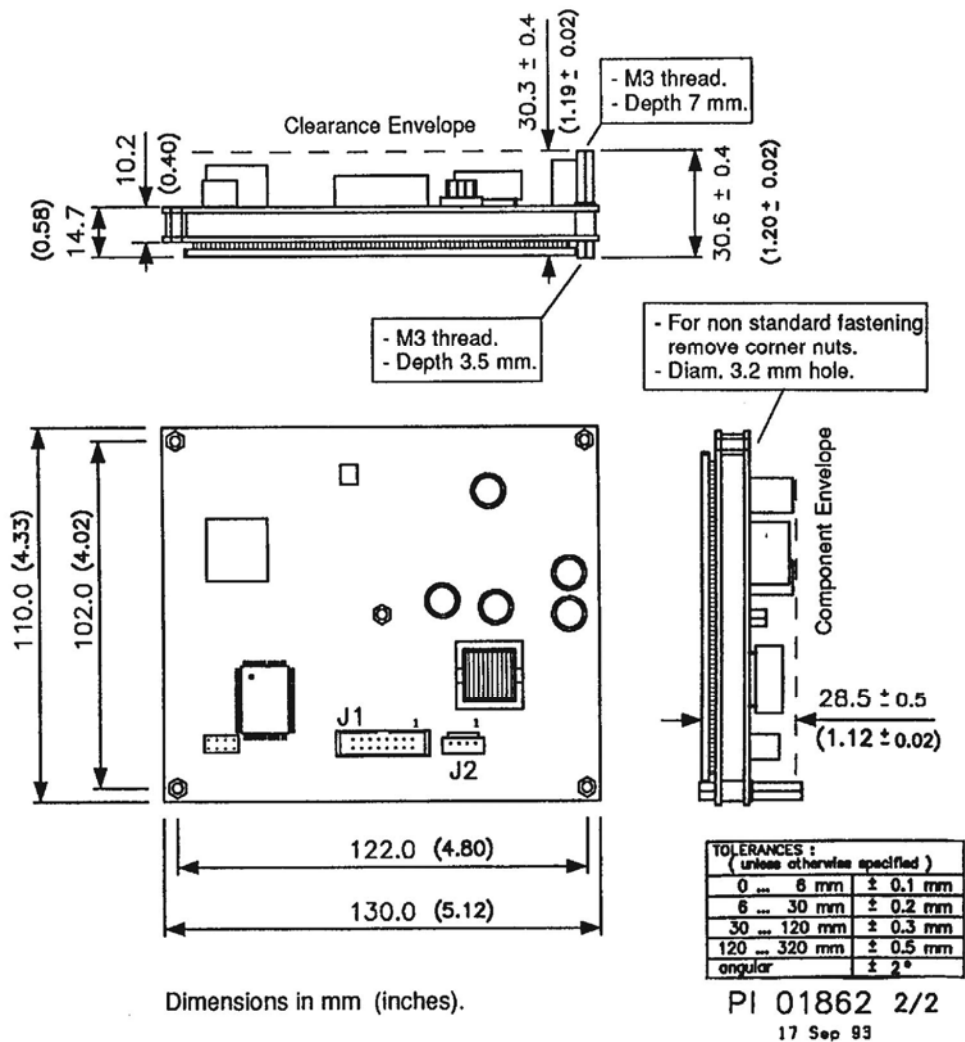 30.3 ± 0.4
(1.19 ± 0.02)
- M3 thread.
- Depth 7 mm.
Clearance Envelope
10.2
(0.40)
(0.58)
14.7
30.6 ± 0.4
(1.20 ± 0.02)
- M3 thread.
- Depth 3.5 mm.
- For non standard fastening
remove corner nuts.
- Diam. 3.2 mm hole.
110.0 (4.33)
102.0 (4.02)
Component Envelope
J1
1
1
J2
28.5 ± 0.5
(1.12 ± 0.02)
122.0 (4.80)
130.0 (5.12)
TOLERANCES :
( unless otherwise specified )
0 ... 6 mm ± 0.1 mm
6 ... 30 mm ± 0.2 mm
30 ... 120 mm ± 0.3 mm
120 ... 320 mm ± 0.5 mm
angular ± 2°
Dimensions in mm (inches).
PI 01862 2/2
17 Sep 93